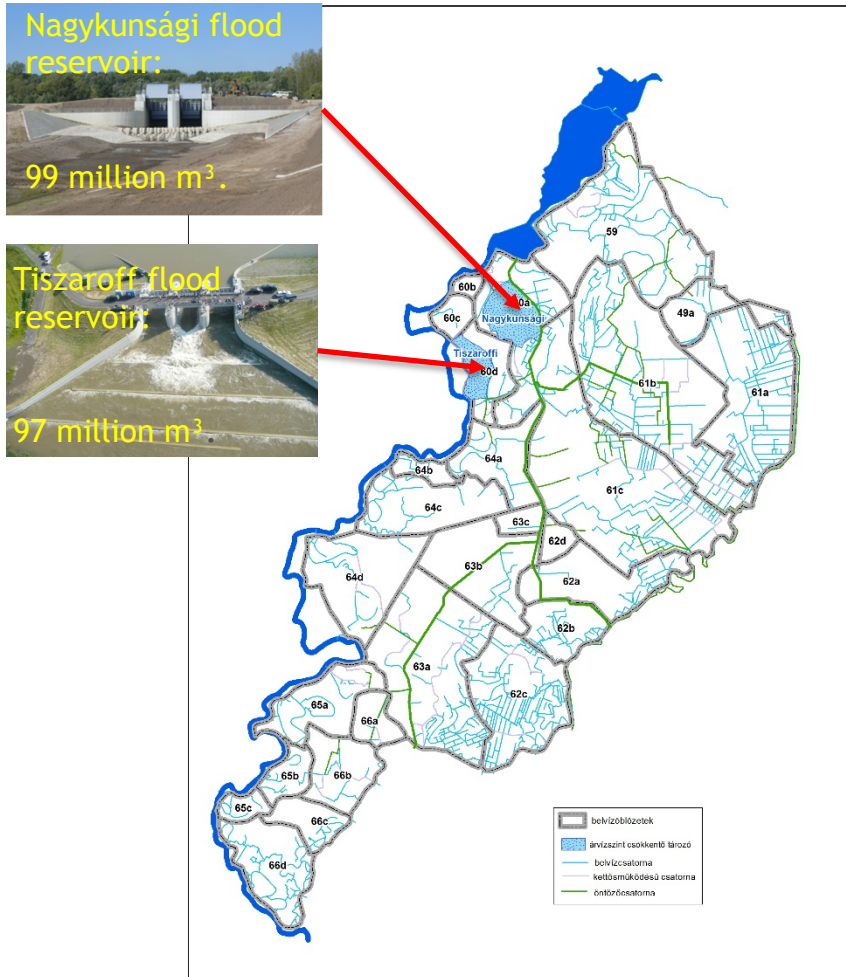 Nagykunsági flood
reservoir:
99 million m³.
Tiszaroff flood
reservoir:
97 million m³
59
60b
60a
60c
Nagykunsági
49a
Tiszaroffi
60d
61b
61a
64a
64b
61c
64c
63c
62d
63b
64d
62a
62b
63a
62c
65a
66a
65b
66b
65c
66c
66d
belvízöblözetek
árvízszint csökkentő tározó
belvízcsatorna
kettősműködésű csatorna
öntözőcsatorna